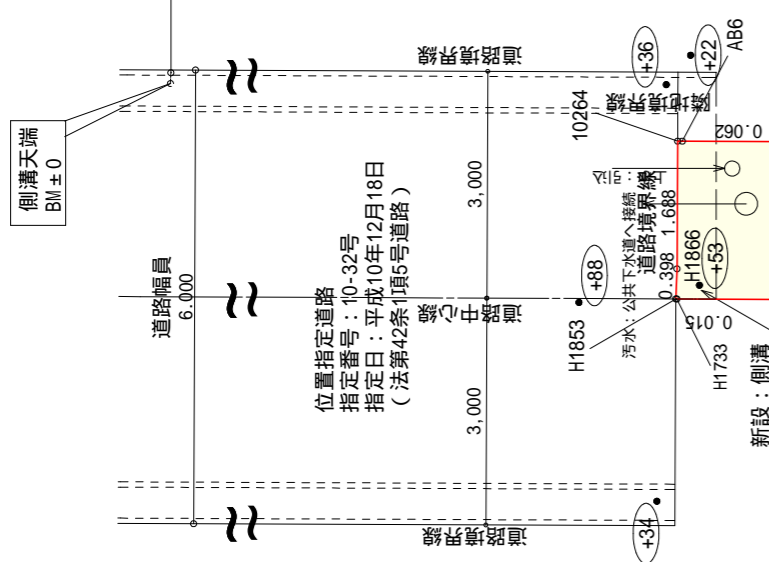 側溝天端
BM±0
道路幅員
6.000
位置指定道路
指定番号：10-32号
指定日：平成10年12月18日
（法第42条1項5号道路）
道路境界線
道路中心線
道路境界線
3,000
3,000
+36
+22
AB6
隣地境界線
10264
0.062
引込：上
道路境界線
0.398
1.688
汚水：公共下水道へ接続
+88
H1853
H1866
+53
0.015
H1733
新設：側溝
+34